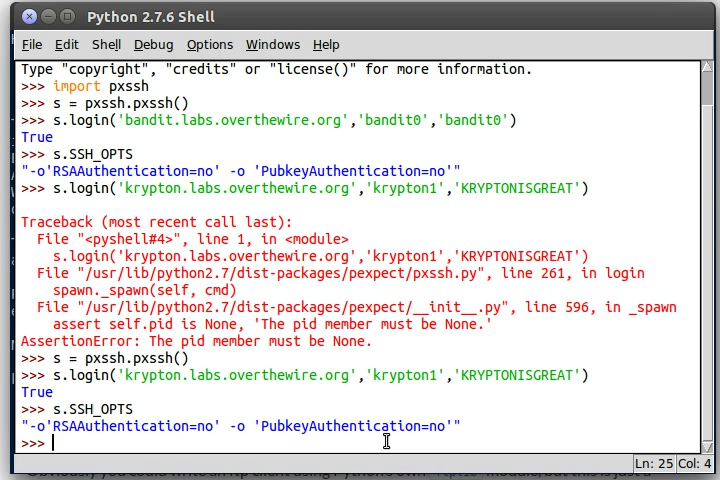 Python 2.7.6 Shell
File Edit Shell Debug Options Windows Help
Type "copyright", "credits" or "license()" for more information.
>>> import pxssh
>>> s = pxssh.pxssh()
>>> s.login('bandit.labs.overthewire.org','bandit0','bandit0')
True
>>> s.SSH_OPTS
"-o'RSAAuthentication=no' -o 'PubkeyAuthentication=no'"
>>> s.login('krypton.labs.overthewire.org','krypton1','KRYPTONISGREAT')
Traceback (most recent call last):
  File "<pyshell#4>", line 1, in <module>
    s.login('krypton.labs.overthewire.org','krypton1','KRYPTONISGREAT')
  File "/usr/lib/python2.7/dist-packages/pexpect/pxssh.py", line 261, in login
    spawn._spawn(self, cmd)
  File "/usr/lib/python2.7/dist-packages/pexpect/__init__.py", line 596, in _spawn
    assert self.pid is None, 'The pid member must be None.'
AssertionError: The pid member must be None.
>>> s = pxssh.pxssh()
>>> s.login('krypton.labs.overthewire.org','krypton1','KRYPTONISGREAT')
True
>>> s.SSH_OPTS
"-o'RSAAuthentication=no' -o 'PubkeyAuthentication=no'"
>>>
Ln: 25 Col: 4